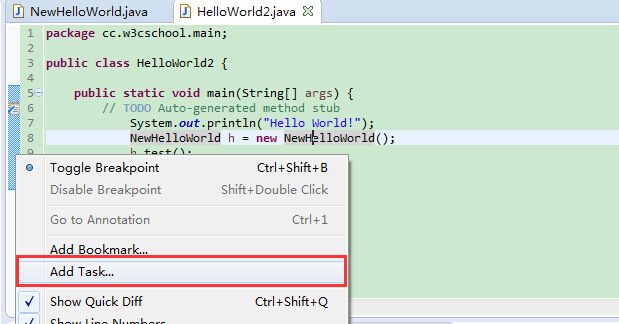 NewHelloWorld.java
HelloWorld2.java
1 package cc.w3cschool.main;
2
3 public class HelloWorld2 {
4
5 public static void main(String[] args) {
6 // TODO Auto-generated method stub
7 System.out.println("Hello World!");
8 NewHelloWorld h = new NewHelloWorld();
9 h.test();
Toggle Breakpoint Ctrl+Shift+B
Disable Breakpoint Shift+Double Click
Go to Annotation Ctrl+1
Add Bookmark...
Add Task...
Show Quick Diff Ctrl+Shift+Q
Show Line Numbers